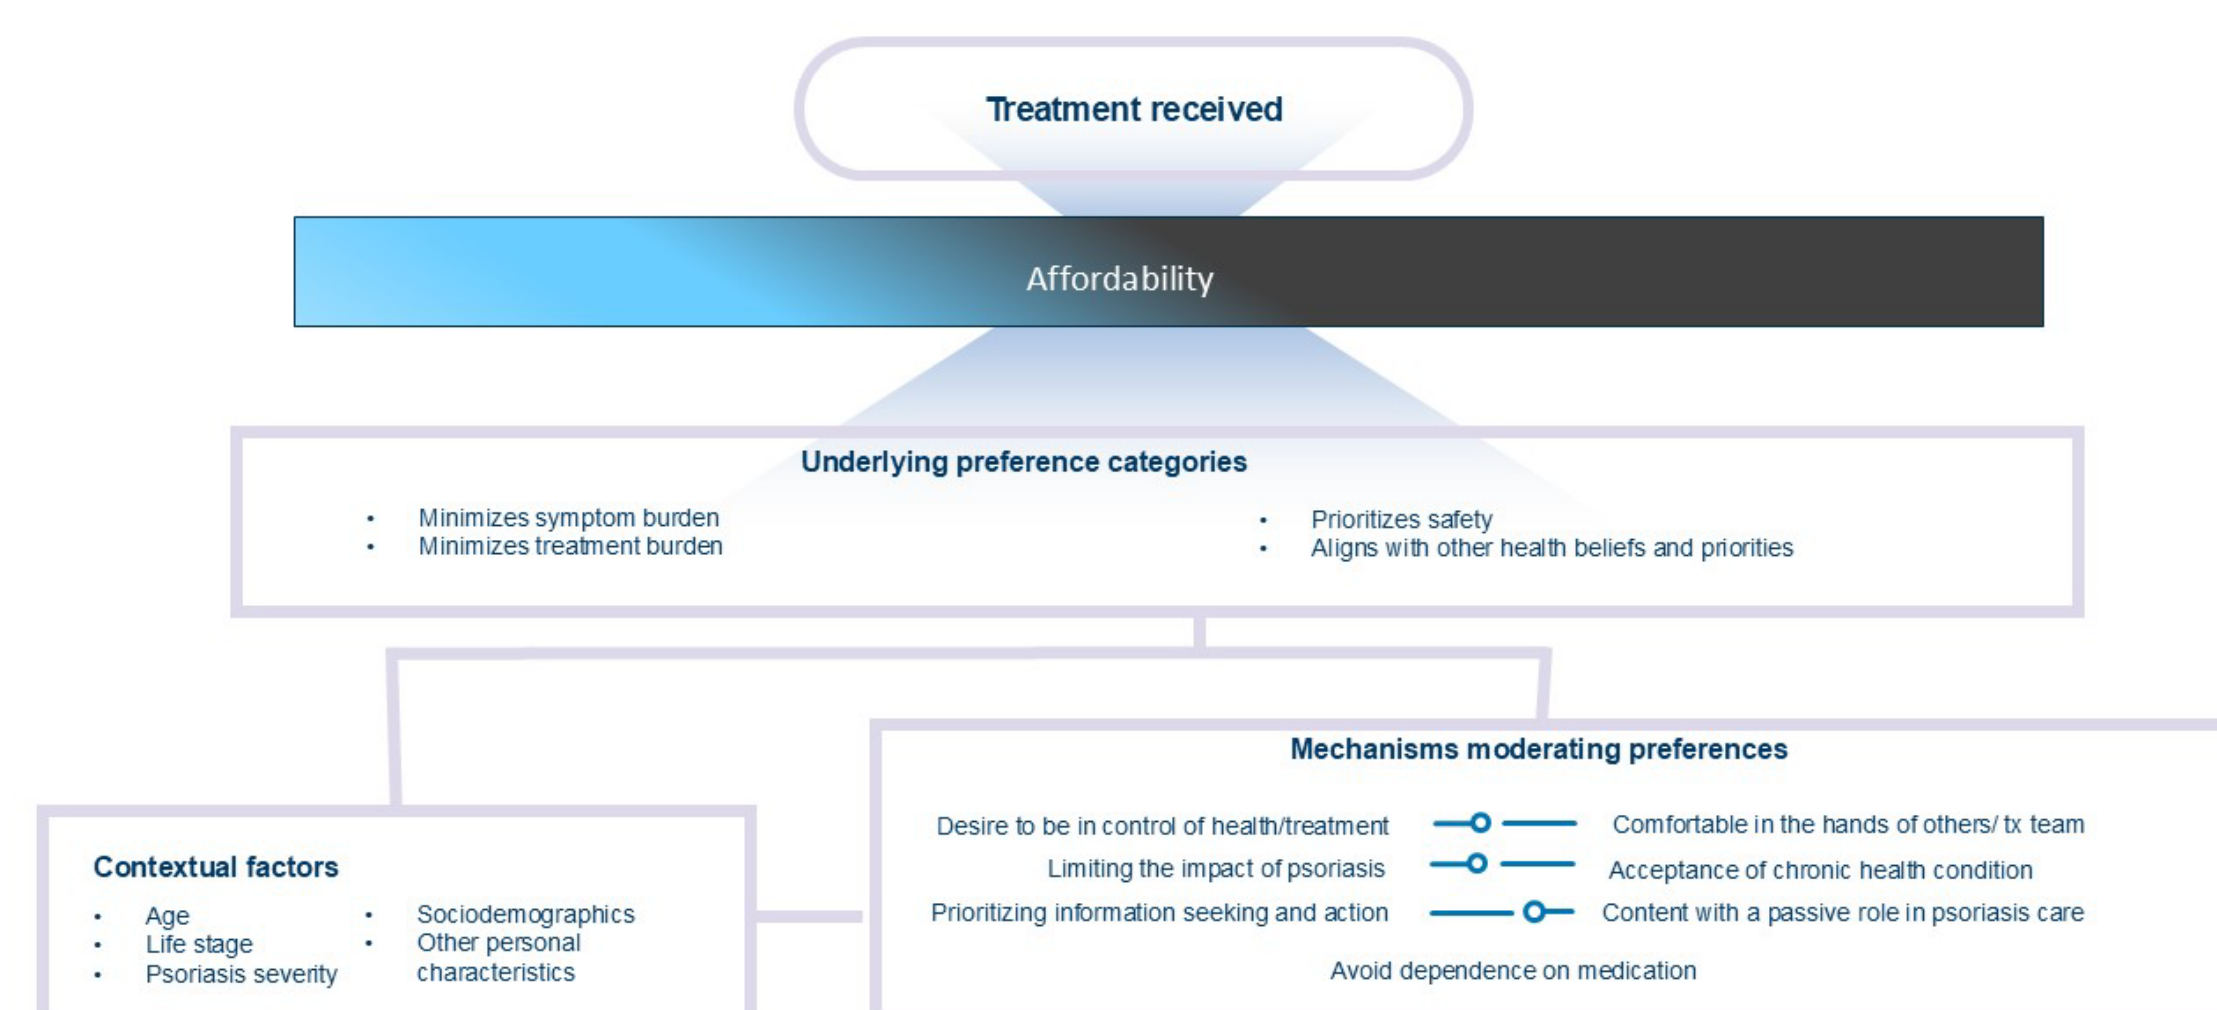 Treatment received
Affordability
Underlying preference categories
• Minimizes symptom burden
• Minimizes treatment burden
• Prioritizes safety
• Aligns with other health beliefs and priorities
Contextual factors
• Age
• Life stage
• Psoriasis severity
• Sociodemographics
• Other personal
characteristics
Mechanisms moderating preferences
Desire to be in control of health/treatment
Comfortable in the hands of others/ tx team
Limiting the impact of psoriasis
Acceptance of chronic health condition
Prioritizing information seeking and action
Content with a passive role in psoriasis care
Avoid dependence on medication